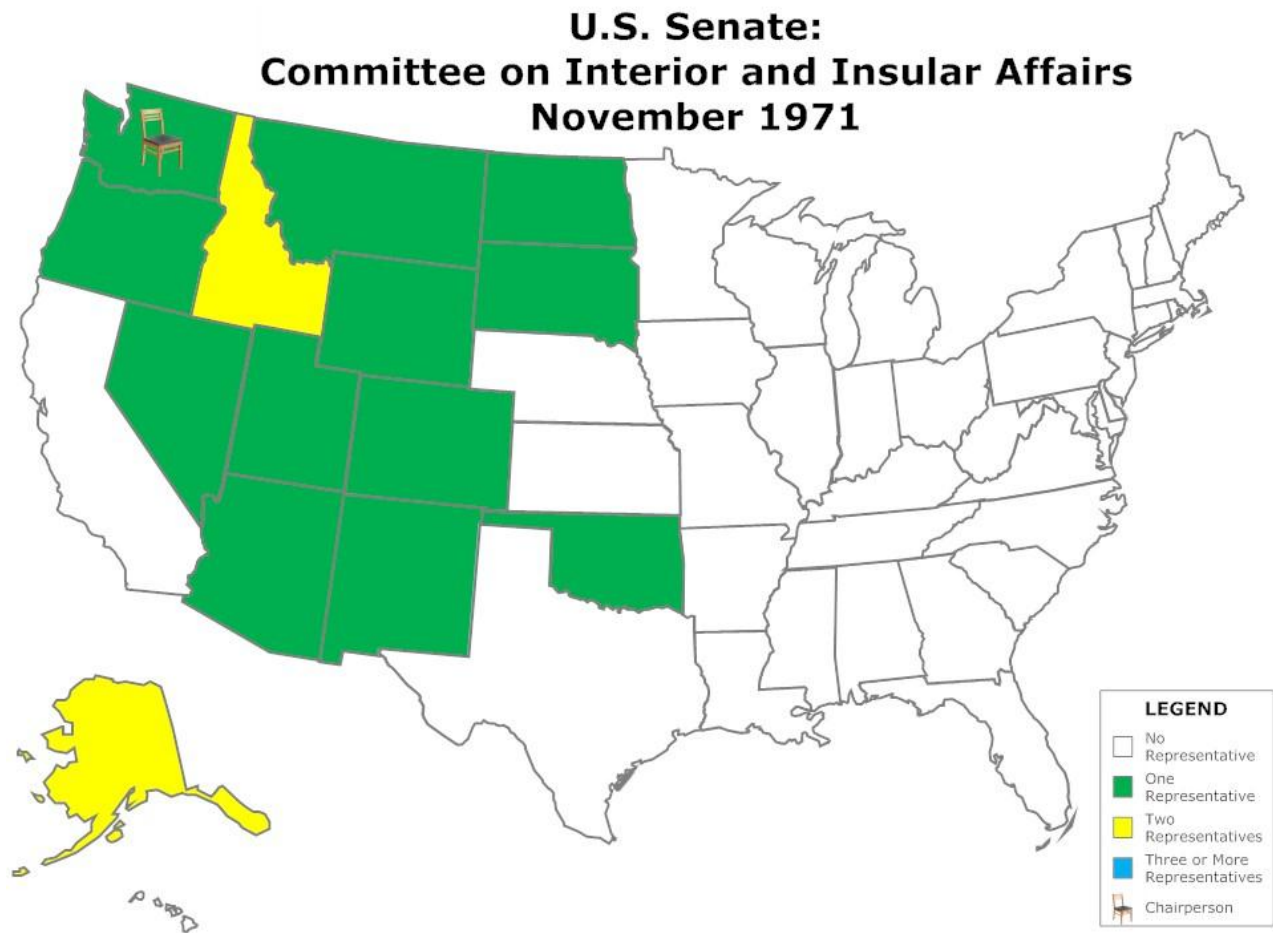 U.S. Senate:
Committee on Interior and Insular Affairs
November 1971
LEGEND
No
Representative
One
Representative
Two
Representatives
Three or More
Representatives
Chairperson